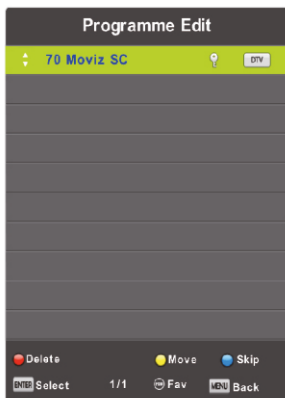 Programme Edit
70 Moviz SC DTV
Delete Move Skip
ENTER Select 1/1 Fav MENU Back